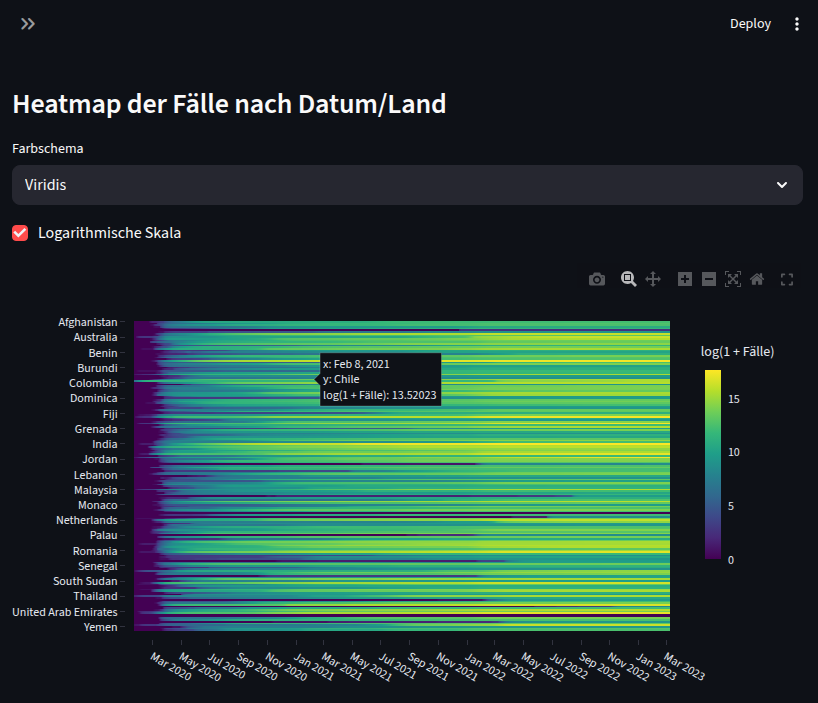 Deploy
Heatmap der Fälle nach Datum/Land
Farbschema
Viridis
Logarithmische Skala
Afghanistan
Australia
Benin
Burundi
Colombia
Dominica
Fiji
Grenada
India
Jordan
Lebanon
Malaysia
Monaco
Netherlands
Palau
Romania
Senegal
South Sudan
Thailand
United Arab Emirates
Yemen
x: Feb 8, 2021
y: Chile
log(1 + Fälle): 13.52023
log(1 + Fälle)
15
10
5
0
Mar 2020
May 2020
Jul 2020
Sep 2020
Nov 2020
Jan 2021
Mar 2021
May 2021
Jul 2021
Sep 2021
Nov 2021
Jan 2022
Mar 2022
May 2022
Jul 2022
Sep 2022
Nov 2022
Jan 2023
Mar 2023